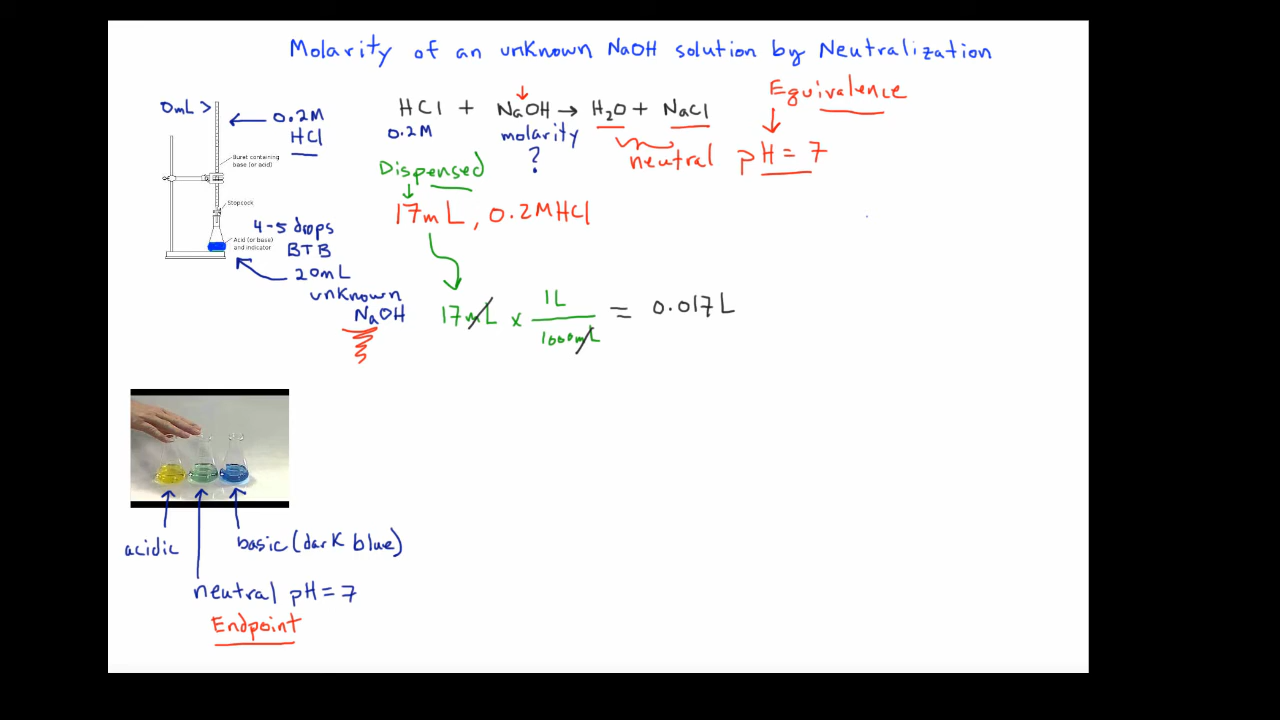 Molarity of an unknown NaOH solution by Neutralization
0mL >
0.2M
HCl
Buret containing
base (or acid)
Stopcock
Acid (or base)
and indicator
4-5 drops
BTB
20mL
unknown
NaOH
HCl + NaOH → H₂O + NaCl
0.2M
molarity
?
neutral
Equivalence
pH = 7
Dispensed
17mL, 0.2M HCl
17mL x 1L / 1000mL = 0.017L
acidic
basic (dark blue)
neutral pH = 7
Endpoint